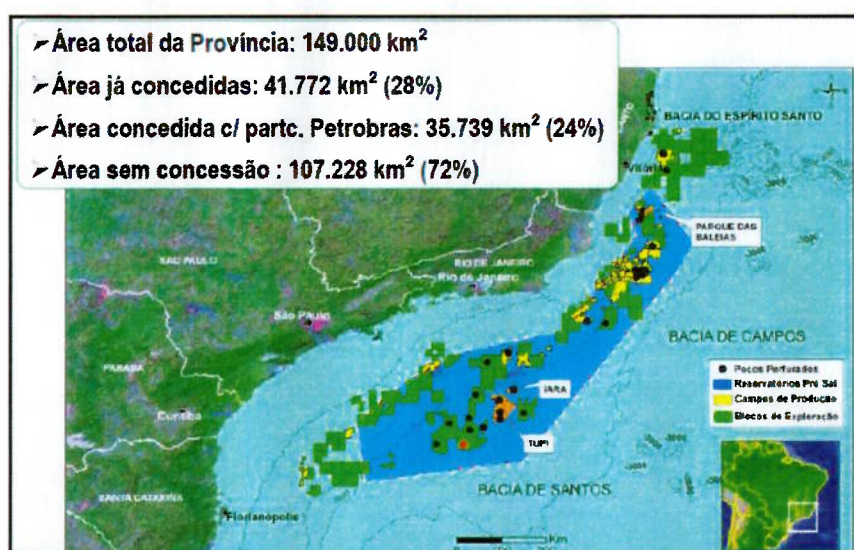 ➤Área total da Província: 149.000 km²
➤Área já concedidas: 41.772 km² (28%)
➤Área concedida c/ partc. Petrobras: 35.739 km² (24%)
➤Área sem concessão : 107.228 km² (72%)
BACIA DO ESPÍRITO SANTO
Vitória
PARQUE DAS
BALEIAS
SÃO PAULO
RIO DE JANEIRO
Rio de Janeiro
São Paulo
BACIA DE CAMPOS
Poços Perfurados
Reservatórios Pré Sal
Campos de Produção
Blocos de Exploração
IARA
PARANÁ
Curitiba
TUPI
BACIA DE SANTOS
SANTA CATARINA
Florianópolis
Km